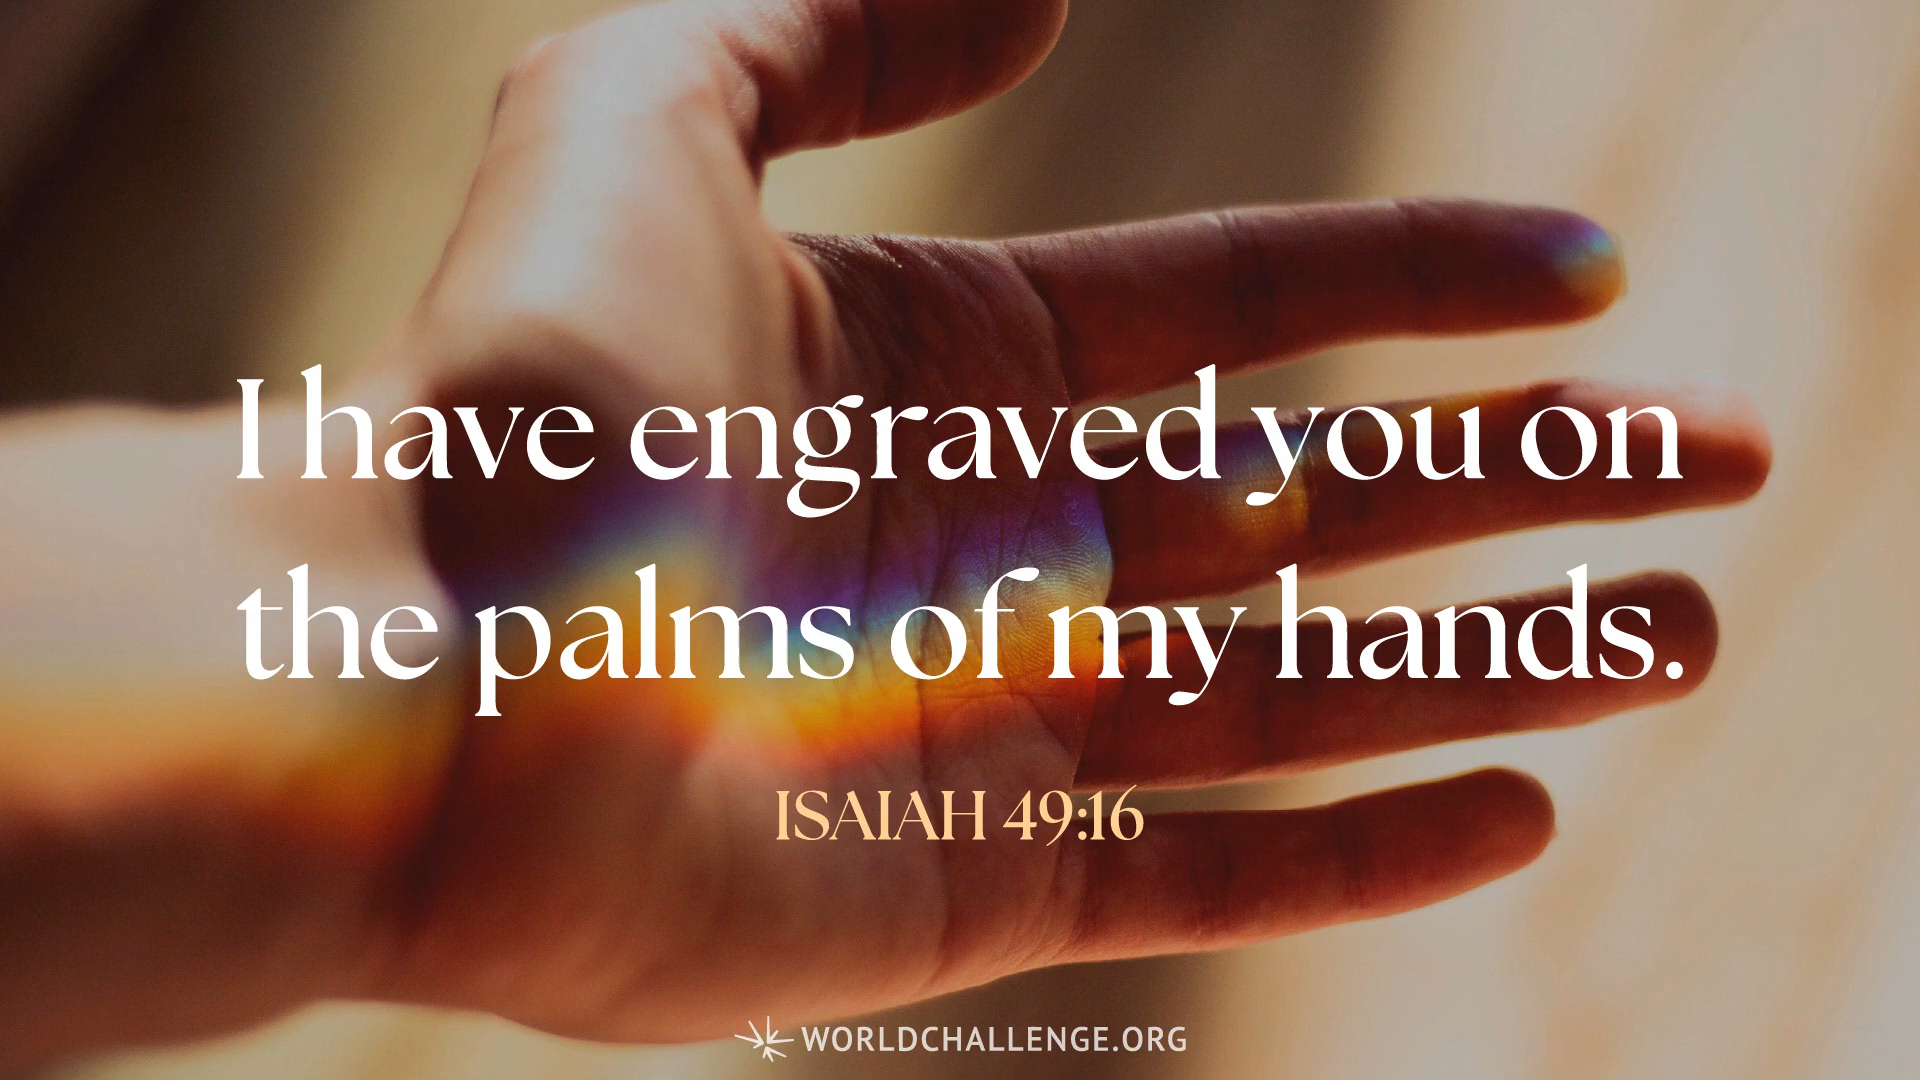 I have engraved you on
the palms of my hands.
ISAIAH 49:16
WORLDCHALLENGE.ORG